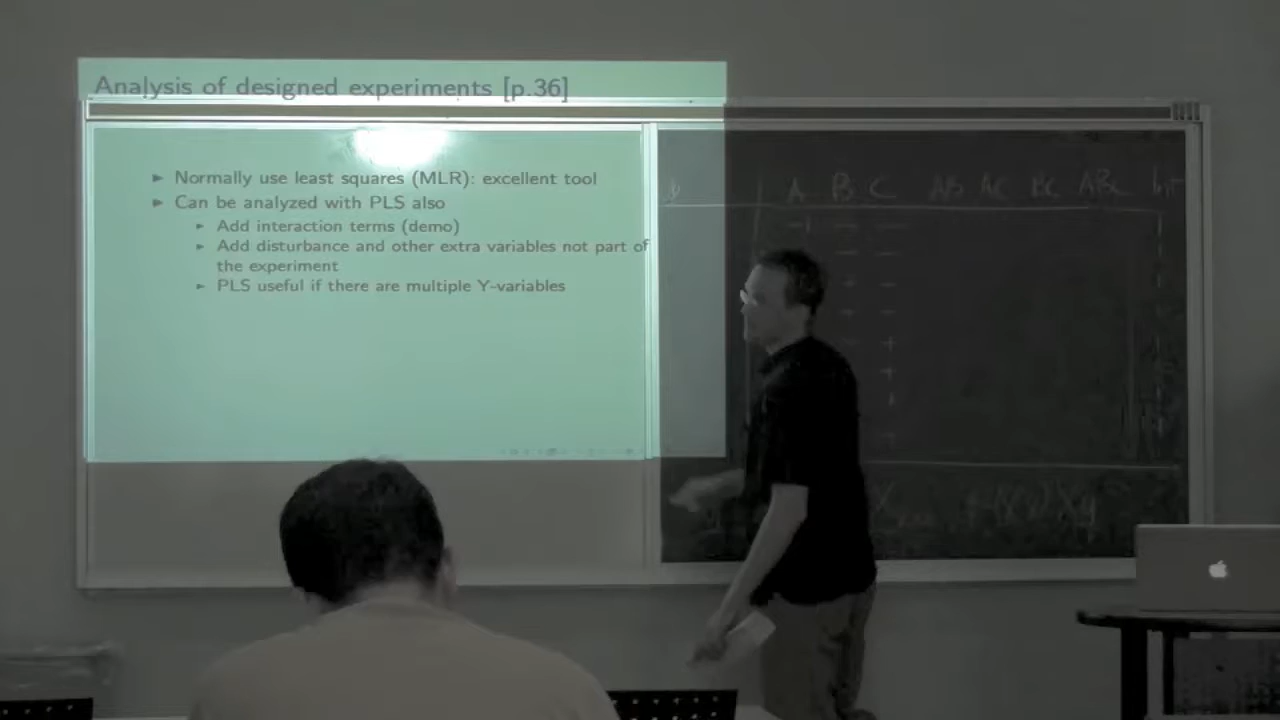 Analysis of designed experiments [p.36]
► Normally use least squares (MLR): excellent tool
► Can be analyzed with PLS also
► Add interaction terms (demo)
► Add disturbance and other extra variables not part of
the experiment
► PLS useful if there are multiple Y-variables
y A B C AB AC BC ABC Int